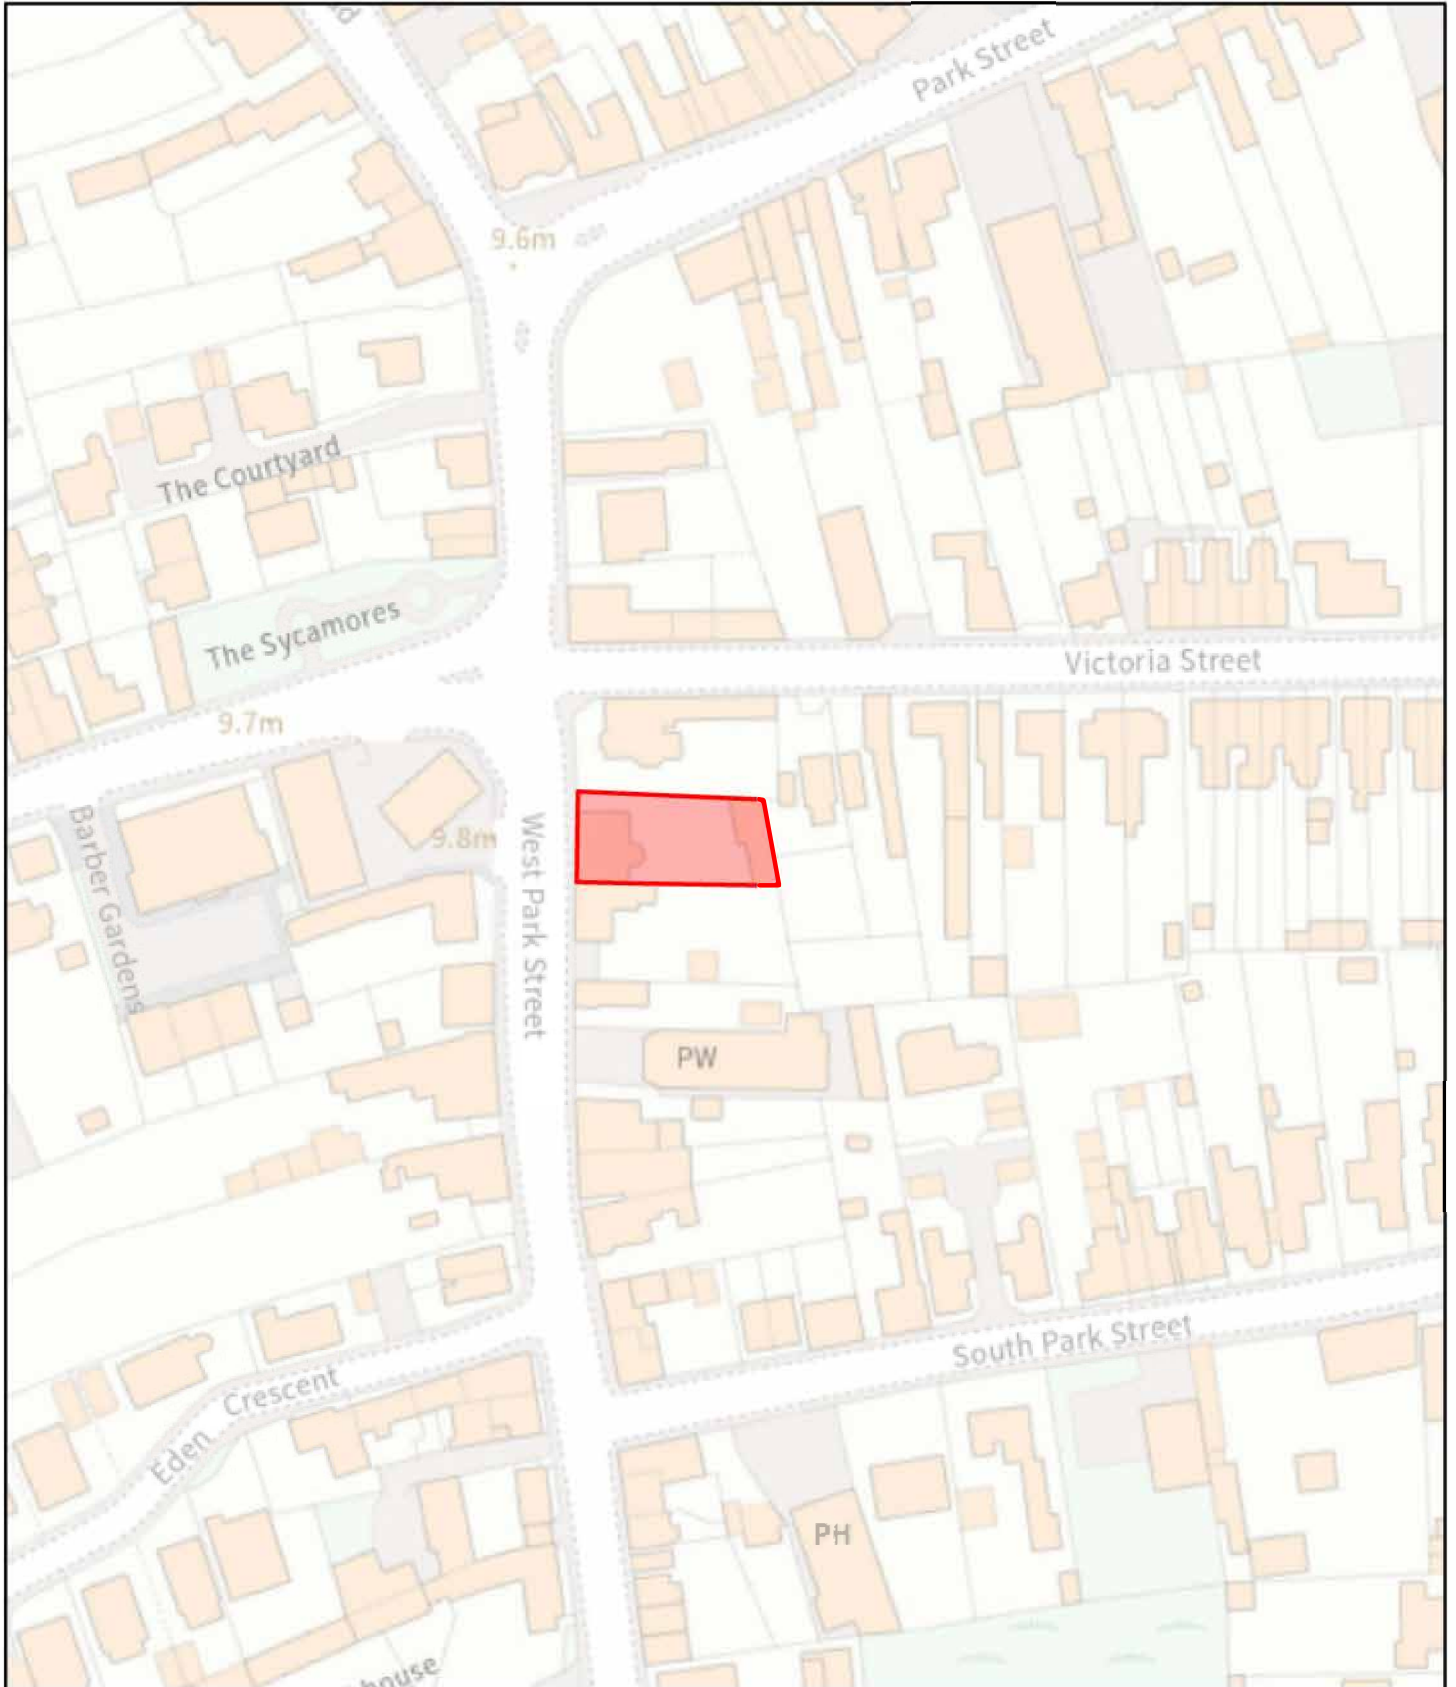 Park Street
9.6m
The Courtyard
The Sycamores
Victoria Street
9.7m
9.8m
Barber Gardens
West Park Street
PW
South Park Street
Eden Crescent
PH